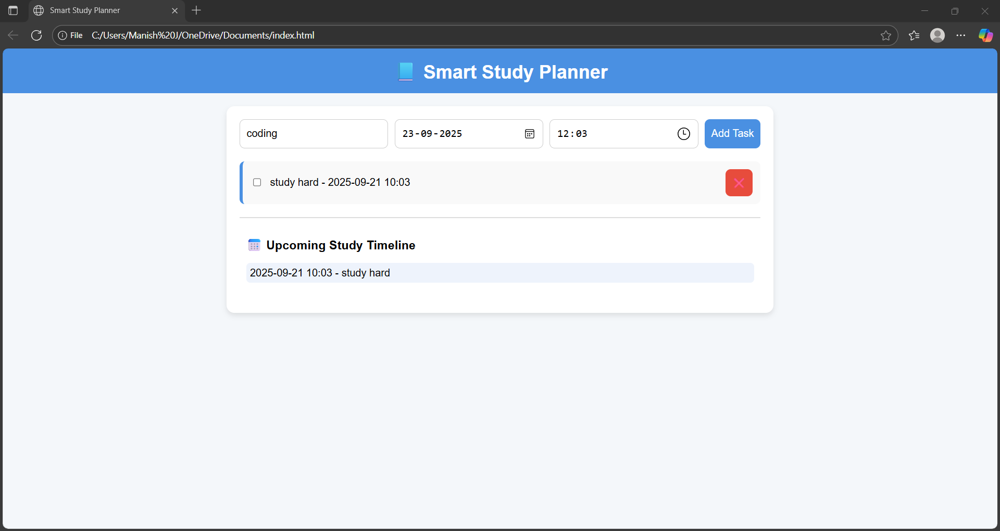 Smart Study Planner
File C:/Users/Manish%20J/OneDrive/Documents/index.html
Smart Study Planner
coding 23-09-2025 12:03 Add Task
study hard - 2025-09-21 10:03
Upcoming Study Timeline
2025-09-21 10:03 - study hard